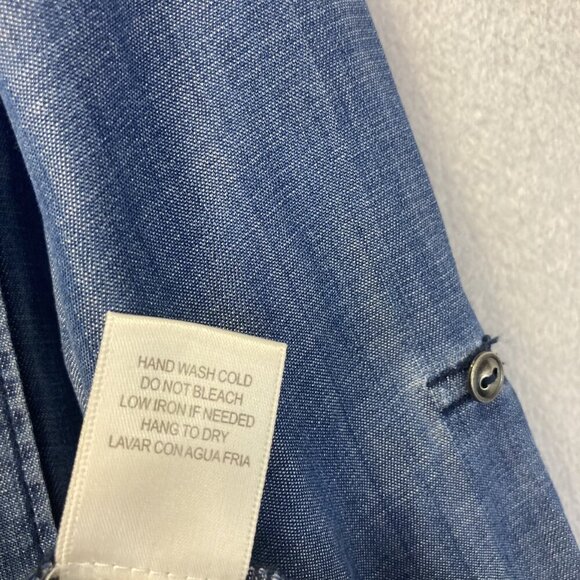 HAND WASH COLD
DO NOT BLEACH
LOW IRON IF NEEDED
HANG TO DRY
LAVAR CON AGUA FRIA